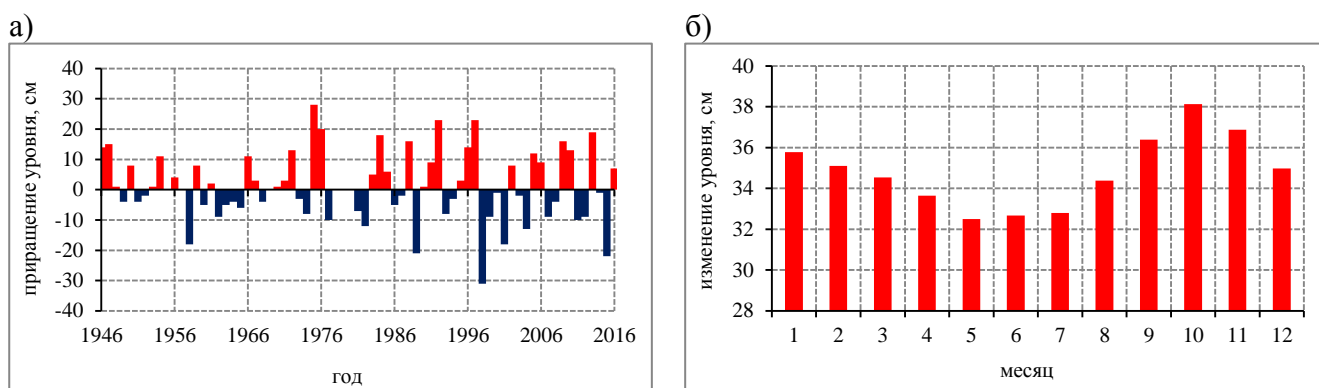 а)
приращение уровня, см
40
30
20
10
0
-10
-20
-30
-40
1946 1956 1966 1976 1986 1996 2006 2016
год
б)
изменение уровня, см
40
38
36
34
32
30
28
1 2 3 4 5 6 7 8 9 10 11 12
месяц